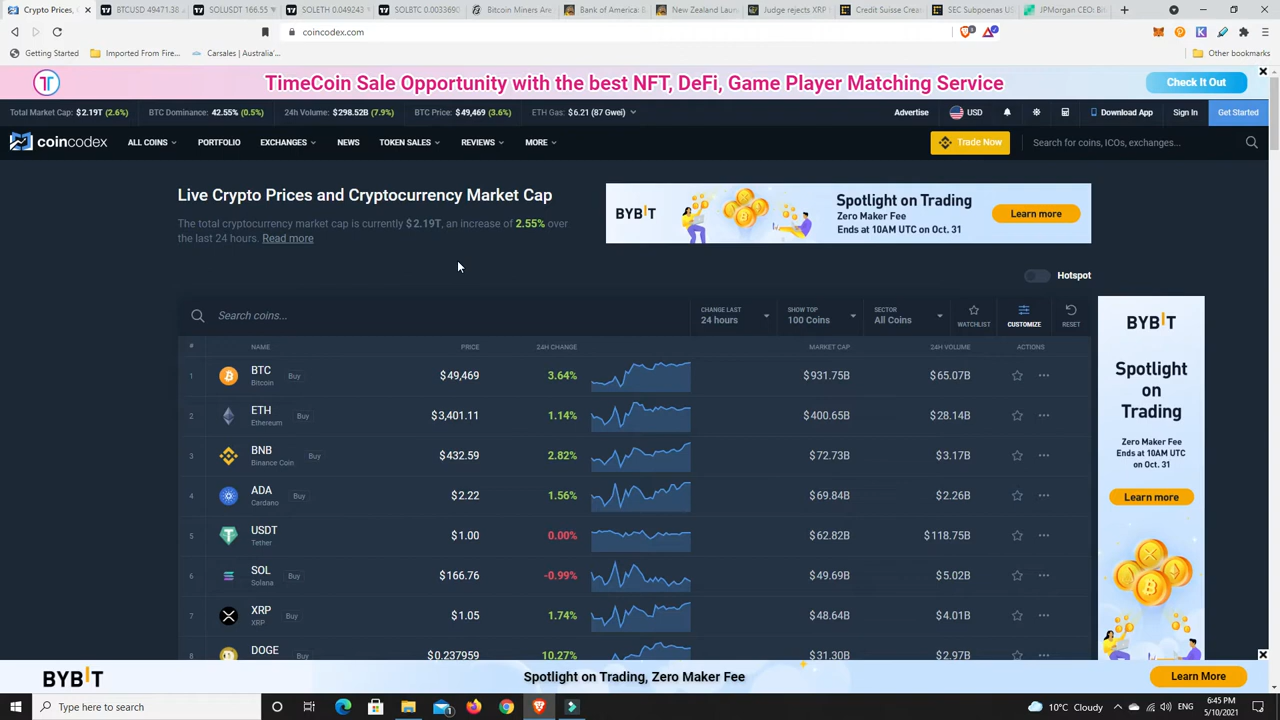 Crypto Prices,
BTCUSD 49471.38
SOLUSDT 166.55
SOLETH 0.049243
SOLBTC 0.0033690
Bitcoin Miners Are
Bank of America: B
New Zealand Launc
Judge rejects XRP
Credit Suisse Crea
SEC Subpoenas US
JPMorgan CEO: Bi
coincodex.com
Getting Started
Imported From Fire...
Carsales | Australia'...
Other bookmarks
TimeCoin Sale Opportunity with the best NFT, DeFi, Game Player Matching Service
Check It Out
Total Market Cap: $2.19T (2.6%)
BTC Dominance: 42.55% (0.5%)
24h Volume: $298.52B (7.9%)
BTC Price: $49,469 (3.6%)
ETH Gas: $6.21 (87 Gwei)
Advertise
USD
Download App
Sign In
Get Started
coincodex
ALL COINS
PORTFOLIO
EXCHANGES
NEWS
TOKEN SALES
REVIEWS
MORE
Trade Now
Search for coins, ICOs, exchanges...
Live Crypto Prices and Cryptocurrency Market Cap
The total cryptocurrency market cap is currently $2.19T, an increase of 2.55% over
the last 24 hours. Read more
BYBIT
Spotlight on Trading
Zero Maker Fee
Ends at 10AM UTC on Oct. 31
Learn more
Hotspot
Search coins...
CHANGE LAST
24 hours
SHOW TOP
100 Coins
SECTOR
All Coins
WATCHLIST
CUSTOMIZE
RESET
# NAME PRICE 24H CHANGE MARKET CAP 24H VOLUME ACTIONS
1 BTC Bitcoin Buy $49,469 3.64% $931.75B $65.07B
2 ETH Ethereum Buy $3,401.11 1.14% $400.65B $28.14B
3 BNB Binance Coin Buy $432.59 2.82% $72.73B $3.17B
4 ADA Cardano Buy $2.22 1.56% $69.84B $2.26B
5 USDT Tether $1.00 0.00% $62.82B $118.75B
6 SOL Solana Buy $166.76 -0.99% $49.69B $5.02B
7 XRP XRP Buy $1.05 1.74% $48.64B $4.01B
8 DOGE Buy $0.237959 10.27% $31.30B $2.97B
BYBIT
Spotlight
on
Trading
Zero Maker Fee
Ends at 10AM UTC
on Oct. 31
Learn more
BYBIT
Spotlight on Trading, Zero Maker Fee
Learn More
Type here to search
10°C Cloudy
ENG
6:45 PM
5/10/2021